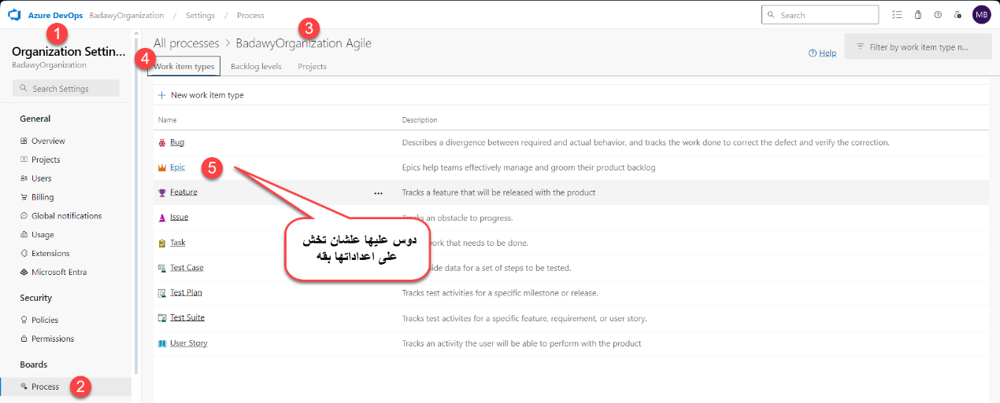 Azure DevOps BadawyOrganization / Settings / Process
Search
MB
1
3
Organization Settin...
BadawyOrganization
Search Settings
All processes > BadawyOrganization Agile
Help
Filter by work item type n...
4
Work item types Backlog levels Projects
New work item type
Name Description
Bug Describes a divergence between required and actual behavior, and tracks the work done to correct the defect and verify the correction.
Epic Epics help teams effectively manage and groom their product backlog
5
Feature ... Tracks a feature that will be released with the product
Issue Tracks an obstacle to progress.
Task work that needs to be done.
Test Case side data for a set of steps to be tested.
Test Plan Tracks test activities for a specific milestone or release.
Test Suite Tracks test activites for a specific feature, requirement, or user story.
User Story Tracks an activity the user will be able to perform with the product
دوس عليها علشان تخش
على اعداداتها بقه
General
Overview
Projects
Users
Billing
Global notifications
Usage
Extensions
Microsoft Entra
Security
Policies
Permissions
Boards
Process
2